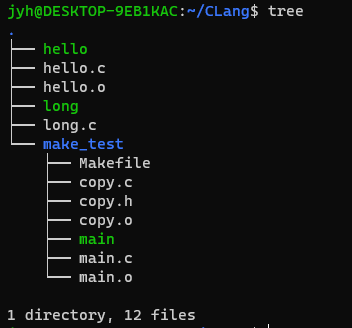 jyh@DESKTOP-9EB1KAC:~/CLang$ tree
.
├── hello
├── hello.c
├── hello.o
├── long
├── long.c
└── make_test
    ├── Makefile
    ├── copy.c
    ├── copy.h
    ├── copy.o
    ├── main
    ├── main.c
    └── main.o

1 directory, 12 files